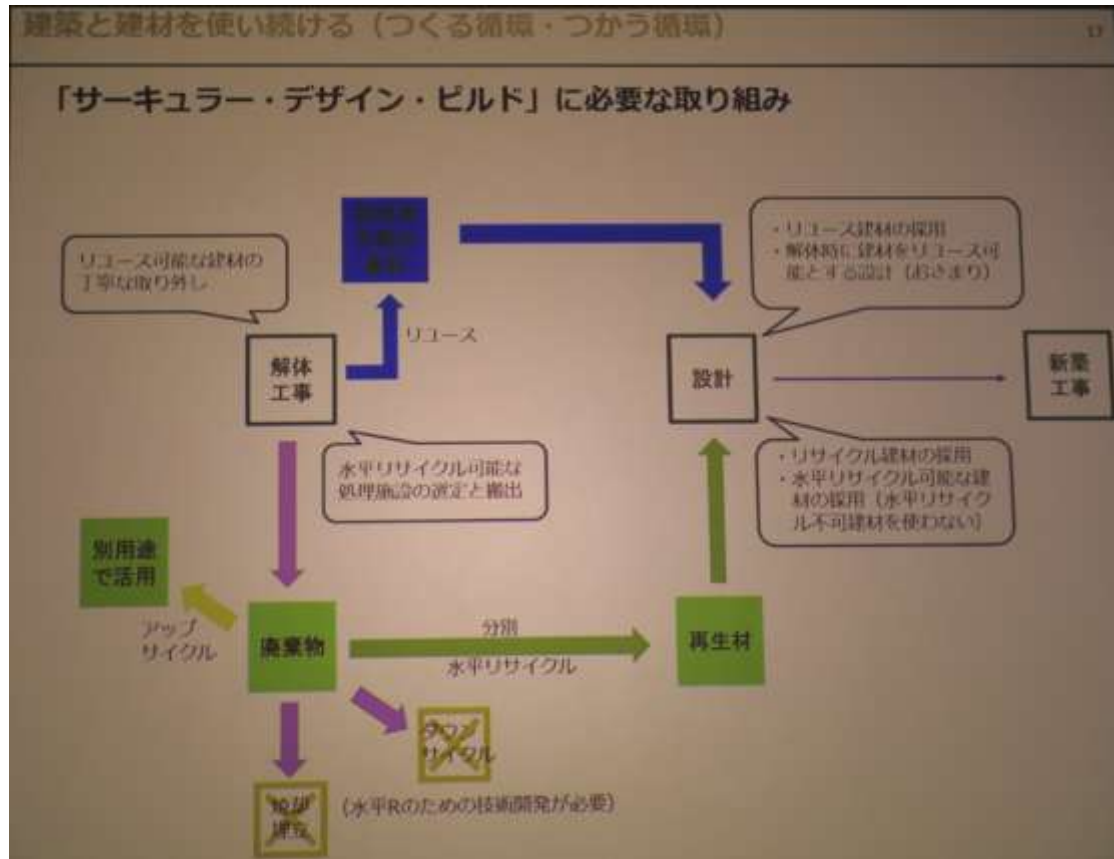 建築と建材を使い続ける（つくる循環・つかう循環）
13
「サーキュラー・デザイン・ビルド」に必要な取り組み
リユース可能な建材の
丁寧な取り外し
・リユース建材の採用
・解体時に建材をリユース可
能とする設計（おさまり）
リユース
解体
工事
設計
新築
工事
水平リサイクル可能な
処理施設の選定と搬出
・リサイクル建材の採用
・水平リサイクル可能な建
材の採用（水平リサイク
ル不可建材を使わない）
別用途
で活用
アップ
サイクル
廃棄物
分別
水平リサイクル
再生材
ダウン
サイクル
焼却
埋立
（水平Rのための技術開発が必要）